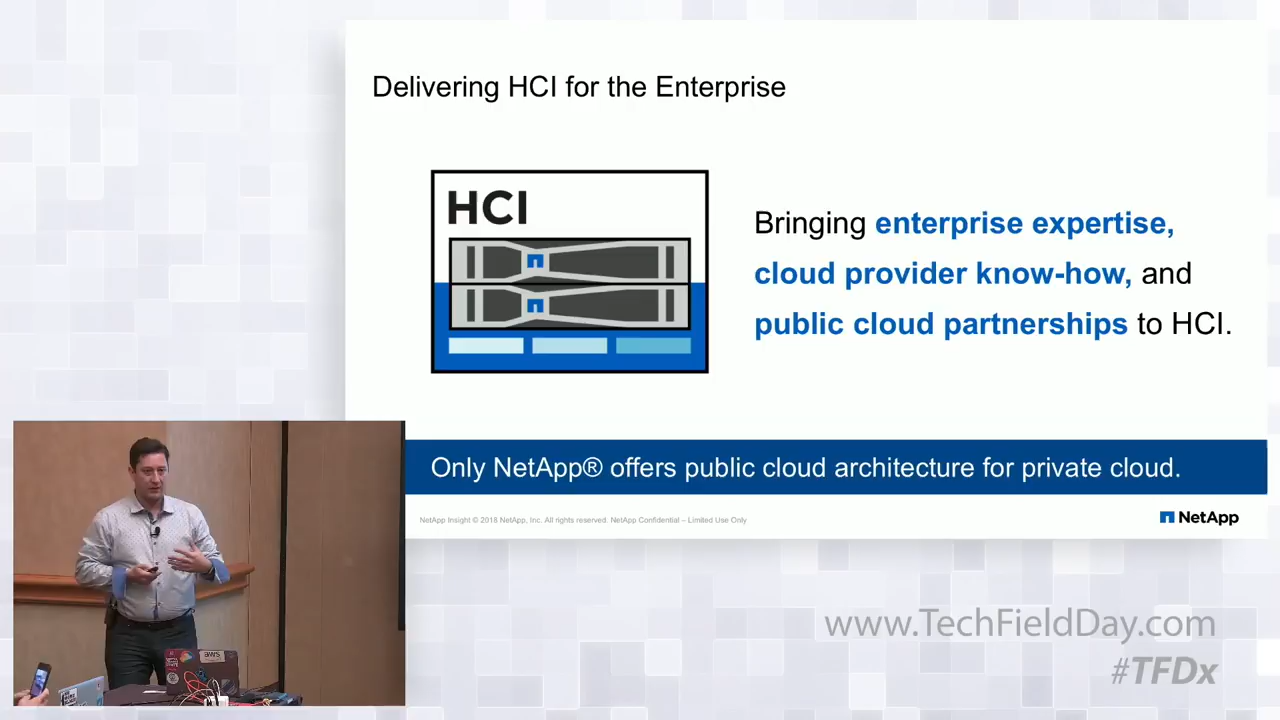 Delivering HCI for the Enterprise
HCI
Bringing enterprise expertise,
cloud provider know-how, and
public cloud partnerships to HCI.
Only NetApp® offers public cloud architecture for private cloud.
NetApp Insight © 2018 NetApp, Inc. All rights reserved. NetApp Confidential – Limited Use Only
NetApp
www.TechFieldDay.com
#TFDx